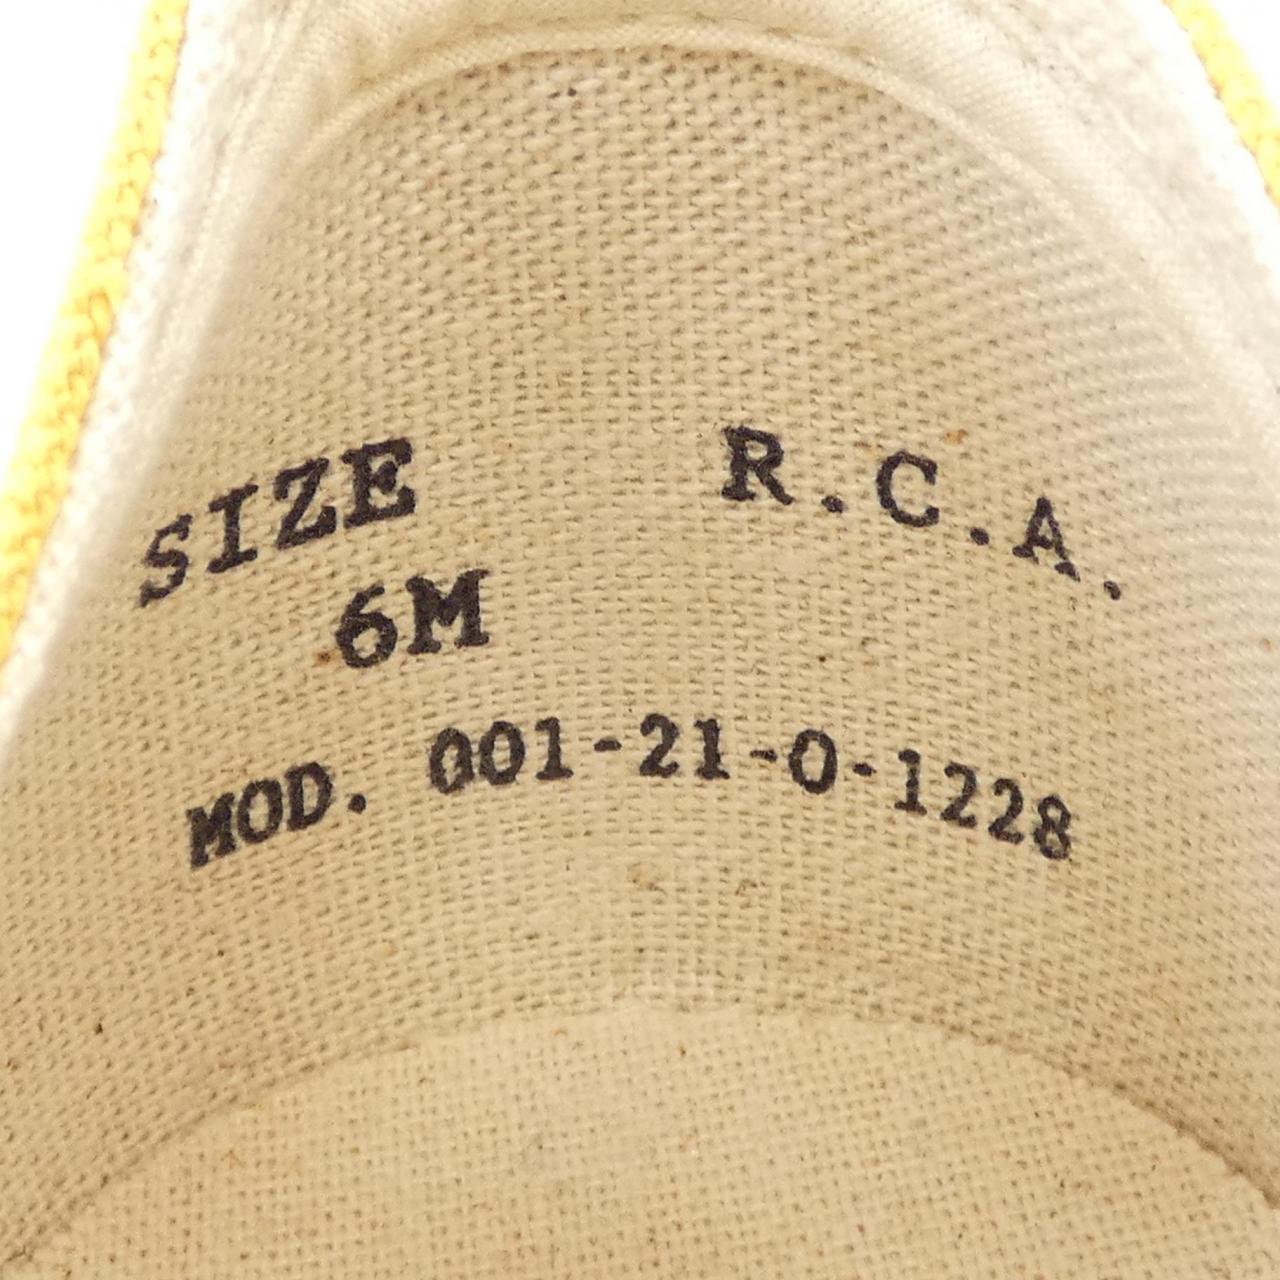 SIZE R.C.A.
6M
MOD. 001-21-0-1228